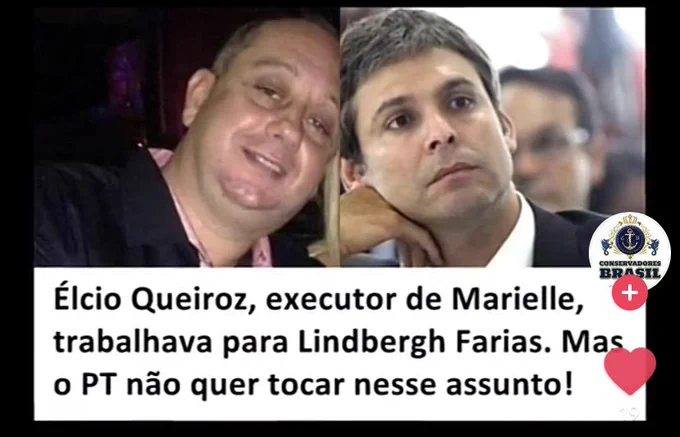 CONSERVADORES
BRASIL
Élcio Queiroz, executor de Marielle,
trabalhava para Lindbergh Farias. Mas
o PT não quer tocar nesse assunto!